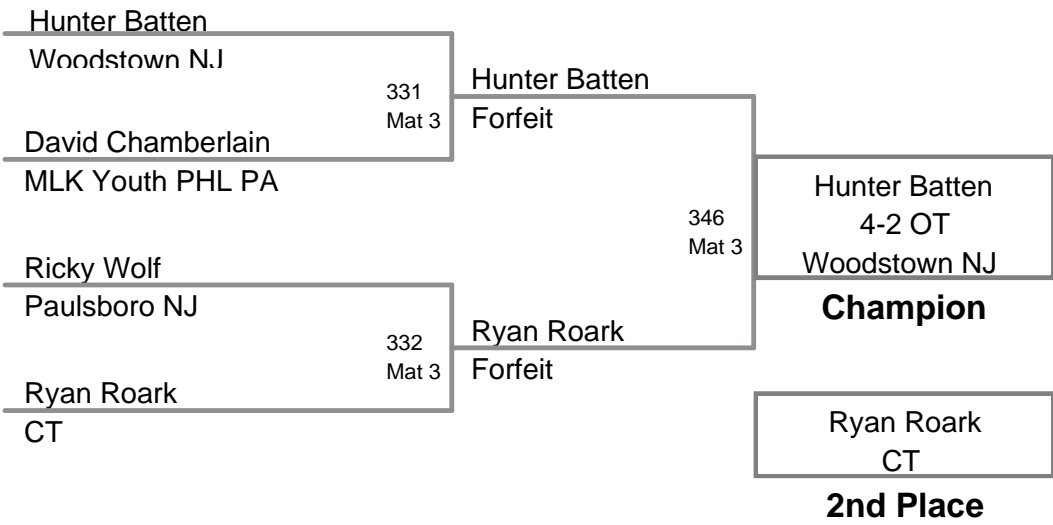 Hunter Batten
Woodstown NJ
331
Mat 3
Hunter Batten
Forfeit
David Chamberlain
MLK Youth PHL PA
346
Mat 3
Hunter Batten
4-2 OT
Woodstown NJ
Champion
Ricky Wolf
Paulsboro NJ
332
Mat 3
Ryan Roark
Forfeit
Ryan Roark
CT
Ryan Roark
CT
2nd Place